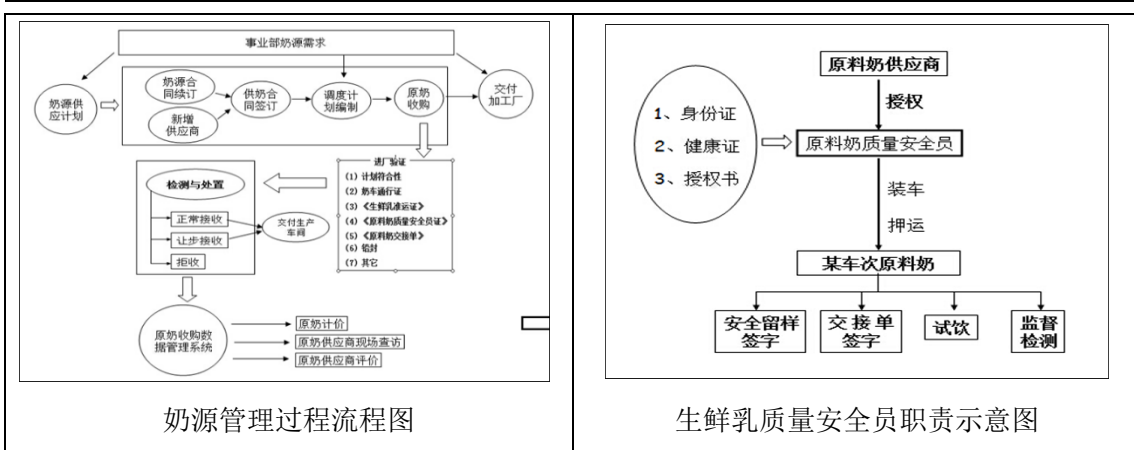 事业部奶源需求
奶源供
应计划
奶源合
同续订
新增
供应商
供奶合
同签订
调度计
划编制
原奶
收购
交付
加工厂
进厂验证
(1) 计划符合性
(2) 奶车通行证
(3) 《生鲜乳准运证》
(4) 《原料奶质量安全员证》
(5) 《原料奶交接单》
(6) 铅封
(7) 其它
检测与处置
正常接收
让步接收
拒收
交付生产
车间
原奶收购数
据管理系统
原奶计价
原奶供应商现场查访
原奶供应商评价
奶源管理过程流程图
原料奶供应商
授权
1、身份证
2、健康证
3、授权书
原料奶质量安全员
装车
押运
某车次原料奶
安全留样
签字
交接单
签字
试饮
监督
检测
生鲜乳质量安全员职责示意图